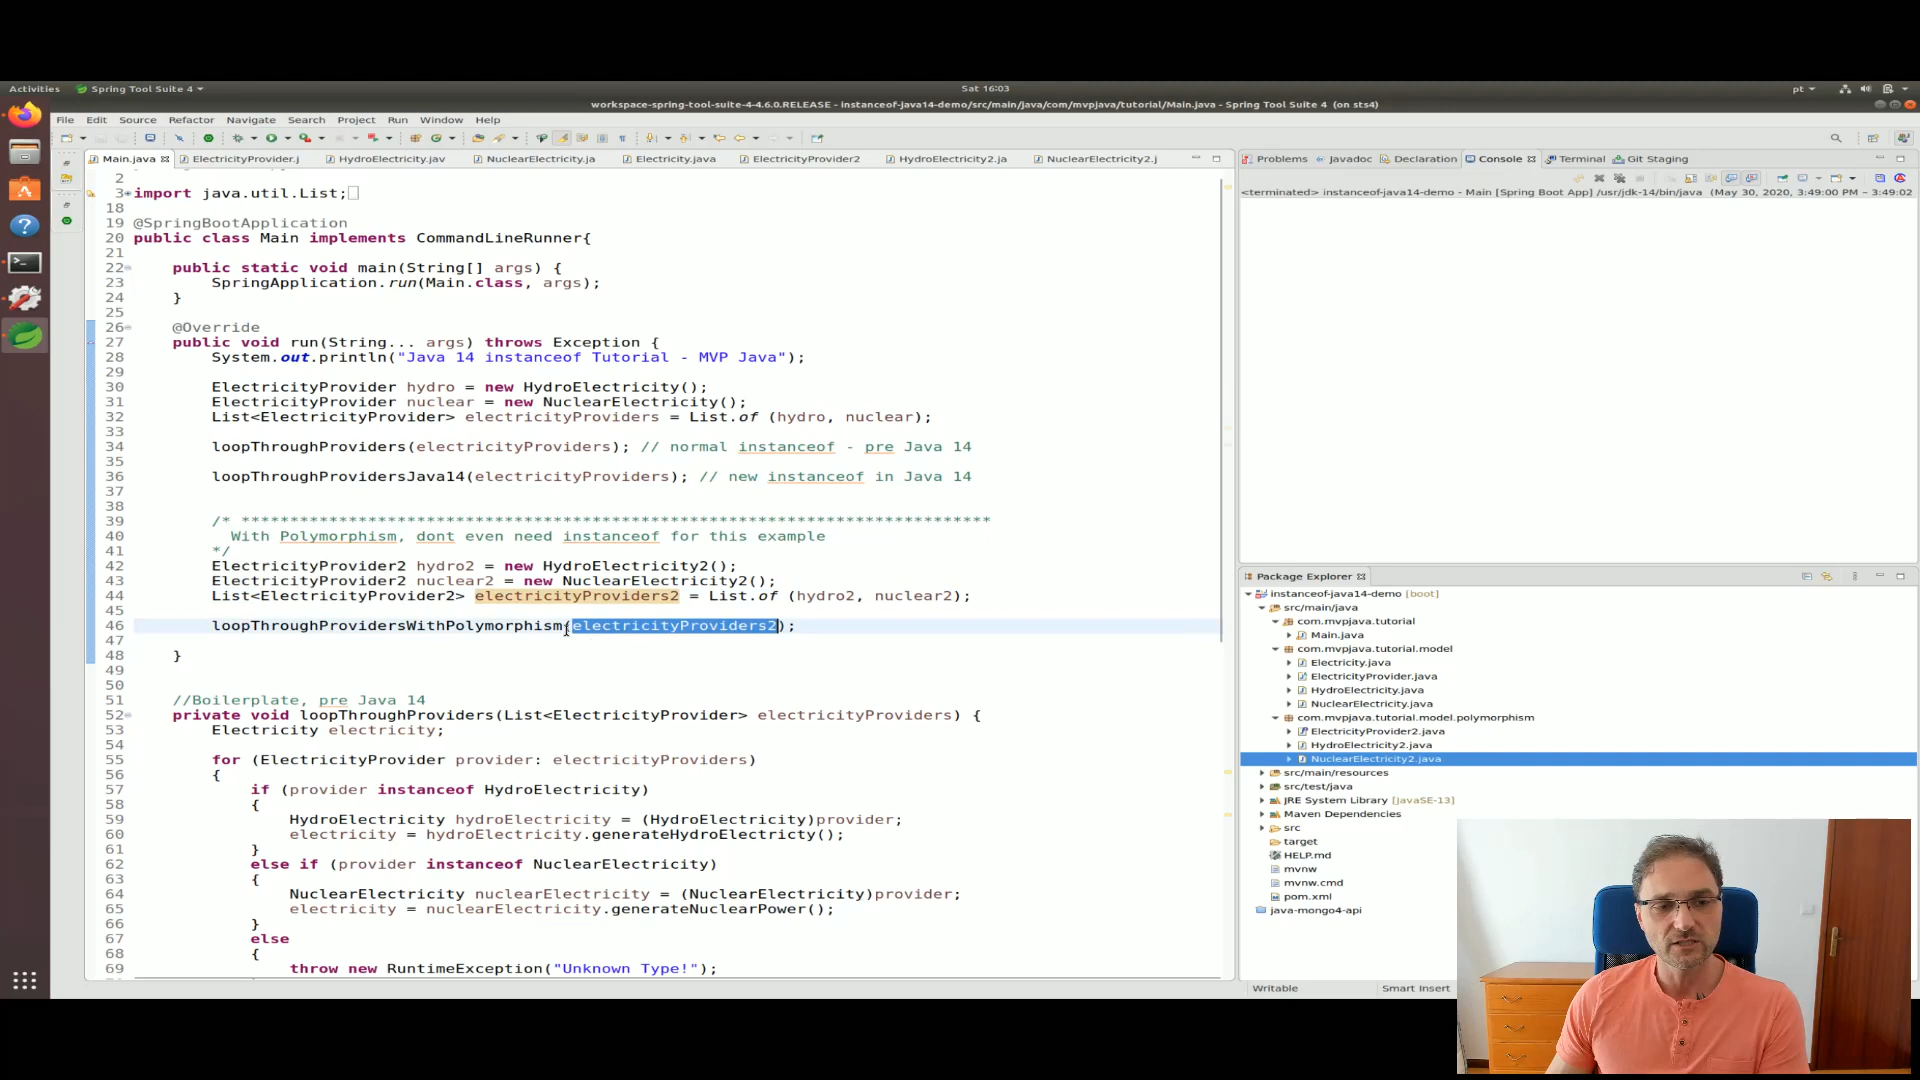 Activities
Spring Tool Suite 4
Sat 16:03
pt
workspace-spring-tool-suite-4-4.6.0.RELEASE - instanceof-java14-demo/src/main/java/com/mvpjava/tutorial/Main.java - Spring Tool Suite 4 (on sts4)
File Edit Source Refactor Navigate Search Project Run Window Help
Main.java
ElectricityProvider.j
HydroElectricity.jav
NuclearElectricity.ja
Electricity.java
ElectricityProvider2
HydroElectricity2.ja
NuclearElectricity2.j
2
3 import java.util.List;
18
19 @SpringBootApplication
20 public class Main implements CommandLineRunner{
21
22 public static void main(String[] args) {
23 SpringApplication.run(Main.class, args);
24 }
25
26 @Override
27 public void run(String... args) throws Exception {
28 System.out.println("Java 14 instanceof Tutorial - MVP Java");
29
30 ElectricityProvider hydro = new HydroElectricity();
31 ElectricityProvider nuclear = new NuclearElectricity();
32 List<ElectricityProvider> electricityProviders = List.of (hydro, nuclear);
33
34 loopThroughProviders(electricityProviders); // normal instanceof - pre Java 14
35
36 loopThroughProvidersJava14(electricityProviders); // new instanceof in Java 14
37
38
39 /* *****************************************************************************
40 With Polymorphism, dont even need instanceof for this example
41 */
42 ElectricityProvider2 hydro2 = new HydroElectricity2();
43 ElectricityProvider2 nuclear2 = new NuclearElectricity2();
44 List<ElectricityProvider2> electricityProviders2 = List.of (hydro2, nuclear2);
45
46 loopThroughProvidersWithPolymorphism(electricityProviders2);
47
48 }
49
50
51 //Boilerplate, pre Java 14
52 private void loopThroughProviders(List<ElectricityProvider> electricityProviders) {
53 Electricity electricity;
54
55 for (ElectricityProvider provider: electricityProviders)
56 {
57 if (provider instanceof HydroElectricity)
58 {
59 HydroElectricity hydroElectricity = (HydroElectricity)provider;
60 electricity = hydroElectricity.generateHydroElectricty();
61 }
62 else if (provider instanceof NuclearElectricity)
63 {
64 NuclearElectricity nuclearElectricity = (NuclearElectricity)provider;
65 electricity = nuclearElectricity.generateNuclearPower();
66 }
67 else
68 {
69 throw new RuntimeException("Unknown Type!");
Problems Javadoc Declaration Console Terminal Git Staging
<terminated> instanceof-java14-demo - Main [Spring Boot App] /usr/jdk-14/bin/java (May 30, 2020, 3:49:00 PM – 3:49:02
Package Explorer
instanceof-java14-demo [boot]
src/main/java
com.mvpjava.tutorial
Main.java
com.mvpjava.tutorial.model
Electricity.java
ElectricityProvider.java
HydroElectricity.java
NuclearElectricity.java
com.mvpjava.tutorial.model.polymorphism
ElectricityProvider2.java
HydroElectricity2.java
NuclearElectricity2.java
src/main/resources
src/test/java
JRE System Library [JavaSE-13]
Maven Dependencies
src
target
HELP.md
mvnw
mvnw.cmd
pom.xml
java-mongo4-api
Writable
Smart Insert